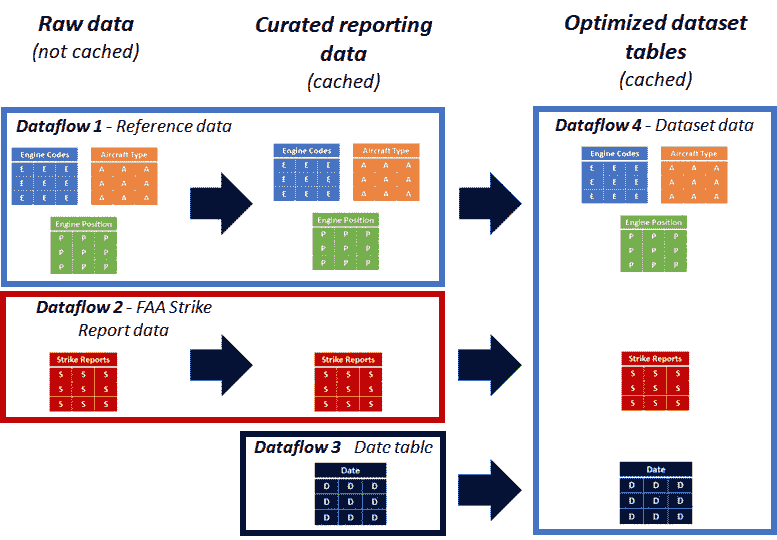 Raw data
(not cached)
Curated reporting
data
(cached)
Optimized dataset
tables
(cached)
Dataflow 1 - Reference data
Engine Codes
E E E
E E E
E E E
Aircraft Type
A A A
A A A
A A A
Engine Position
P P P
P P P
P P P
Engine Codes
E E E
E E E
E E E
Aircraft Type
A A A
A A A
A A A
Engine Position
P P P
P P P
P P P
Dataflow 2 - FAA Strike
Report data
Strike Reports
S S S
S S S
S S S
Strike Reports
S S S
S S S
S S S
Dataflow 3 Date table
Date
D D D
D D D
D D D
Dataflow 4 - Dataset data
Engine Codes
E E E
E E E
E E E
Aircraft Type
A A A
A A A
A A A
Engine Position
P P P
P P P
P P P
Strike Reports
S S S
S S S
S S S
Date
D D D
D D D
D D D